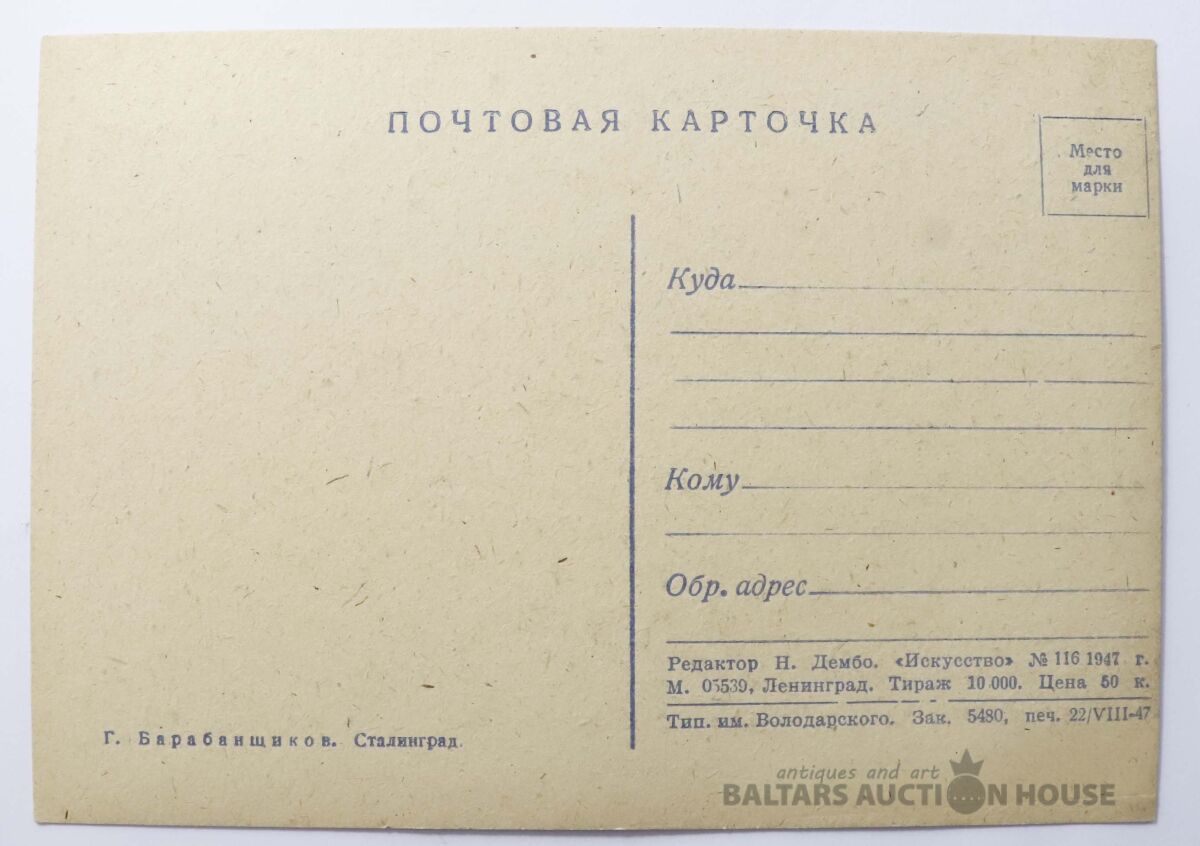 ПОЧТОВАЯ КАРТОЧКА
Место
для
марки
Куда
Кому
Обр. адрес
Редактор Н. Дембо. «Искусство» № 116 1947 г.
М. 05539, Ленинград. Тираж 10 000. Цена 50 к.
Тип. им. Володарского. Зак. 5480, печ. 22/VIII-47
Г. Барабанщиков. Сталинград.
antiques and art
BALTARS AUCTION HOUSE